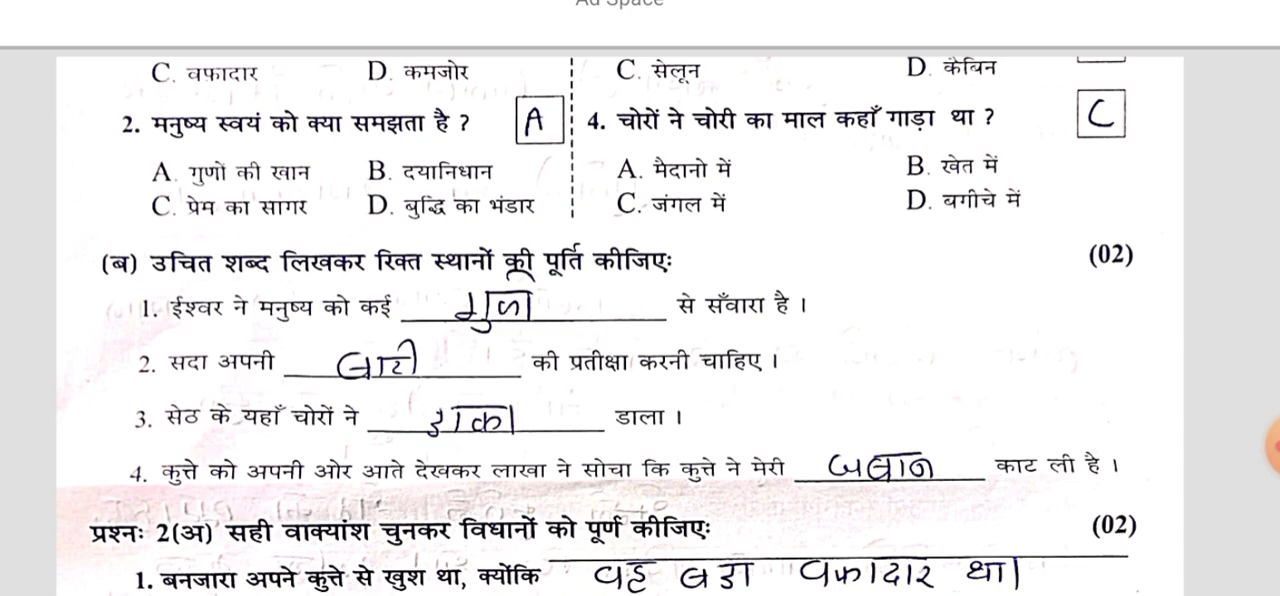 Ad Space
C. वफ़ादार D. कमजोर C. सेलून D. केबिन
2. मनुष्य स्वयं को क्या समझता है ? A 4. चोरों ने चोरी का माल कहाँ गाड़ा था ? C
A. गुणों की खान B. दयानिधान A. मैदानो में B. खेत में
C. प्रेम का सागर D. बुद्धि का भंडार C. जंगल में D. बगीचे में
(ब) उचित शब्द लिखकर रिक्त स्थानों की पूर्ति कीजिएः (02)
1. ईश्वर ने मनुष्य को कई गुणों से सँवारा है ।
2. सदा अपनी बारी की प्रतीक्षा करनी चाहिए ।
3. सेठ के यहाँ चोरों ने डाका डाला ।
4. कुत्ते को अपनी ओर आते देखकर लाखा ने सोचा कि कुत्ते ने मेरी जबान काट ली है ।
प्रश्नः 2(अ) सही वाक्यांश चुनकर विधानों को पूर्ण कीजिएः (02)
1. बनजारा अपने कुत्ते से खुश था, क्योंकि वह बडा वफादार था।